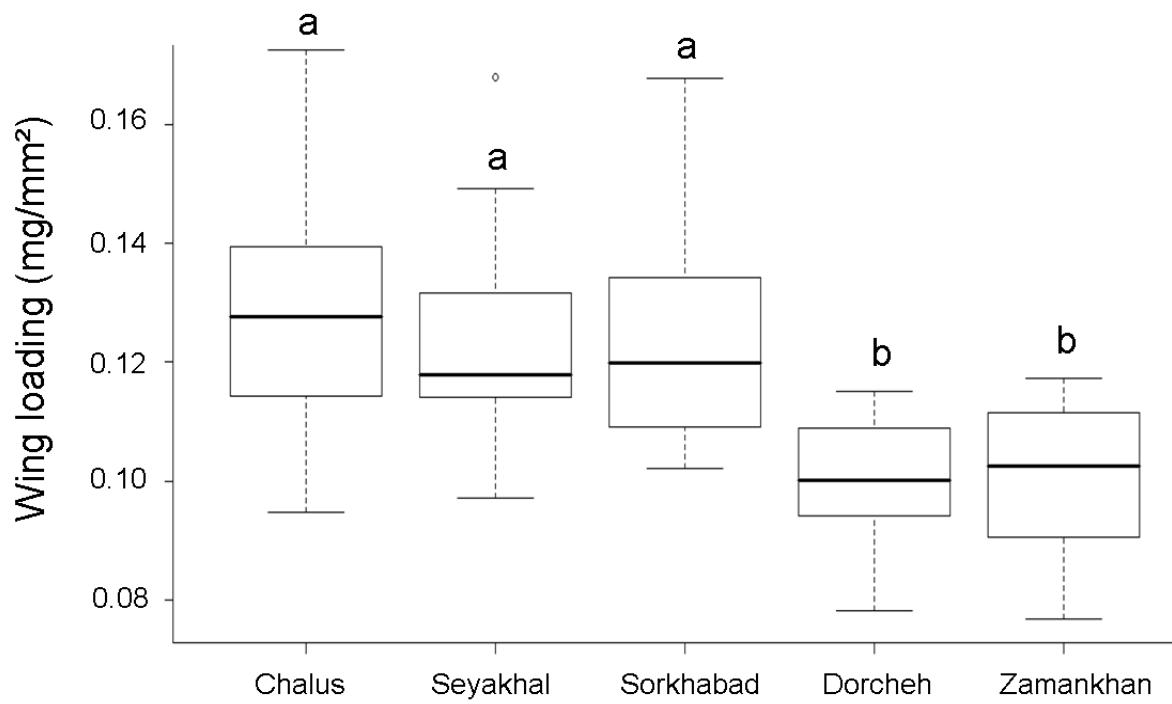 Wing loading (mg/mm²)
0.16
0.14
0.12
0.10
0.08
a
a
a
b
b
Chalus
Seyakhal
Sorkhabad
Dorcheh
Zamankhan